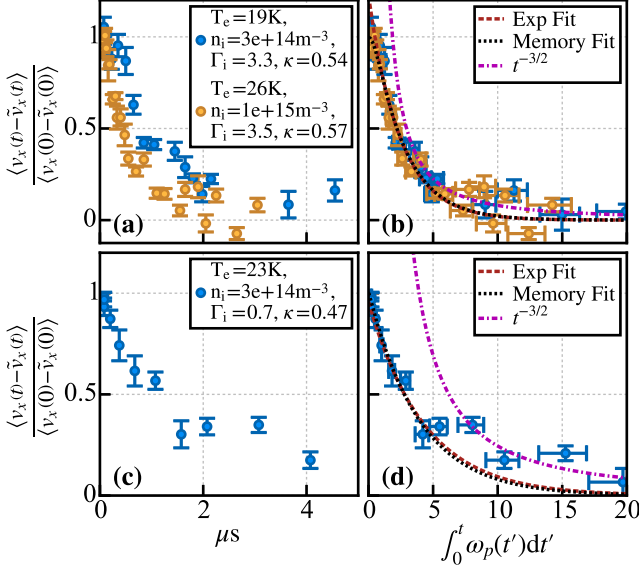 ⟨v_x(t)−ṽ_x(t)⟩
⟨v_x(0)−ṽ_x(0)⟩
1
0.5
0
T_e=19K,
n_i=3e+14m⁻³,
Γ_i=3.3, κ=0.54
T_e=26K,
n_i=1e+15m⁻³,
Γ_i=3.5, κ=0.57
(a)
Exp Fit
Memory Fit
t^{−3/2}
(b)
⟨v_x(t)−ṽ_x(t)⟩
⟨v_x(0)−ṽ_x(0)⟩
1
0.5
0
T_e=23K,
n_i=3e+14m⁻³,
Γ_i=0.7, κ=0.47
(c)
0 2 4
μs
Exp Fit
Memory Fit
t^{−3/2}
(d)
0 5 10 15 20
∫₀ᵗ ω_p(t′)dt′